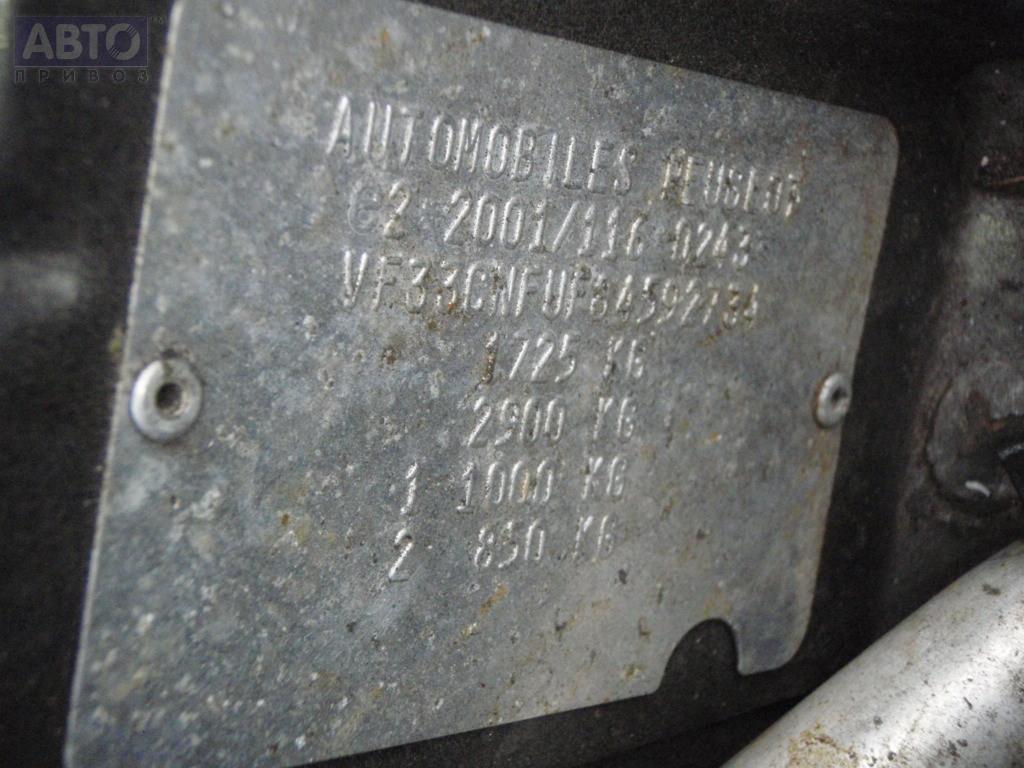 АВТО
ПРИВОЗ
AUTOMOBILES PEUGEOT
e2 2001/116 0243
VF33CNFUF84592734
1725 KG
2900 KG
1 1000 KG
2 850 KG